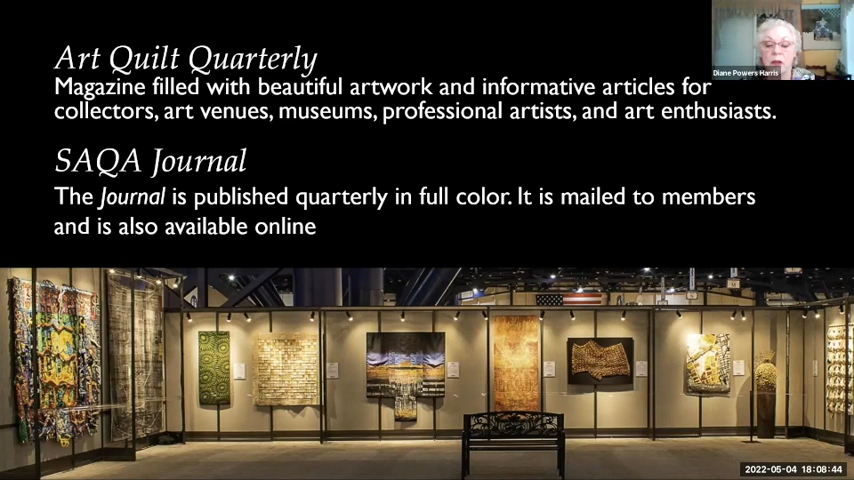 Art Quilt Quarterly
Magazine filled with beautiful artwork and informative articles for
collectors, art venues, museums, professional artists, and art enthusiasts.
SAQA Journal
The Journal is published quarterly in full color. It is mailed to members
and is also available online
Diane Powers Harris
2022-05-04 18:08:44